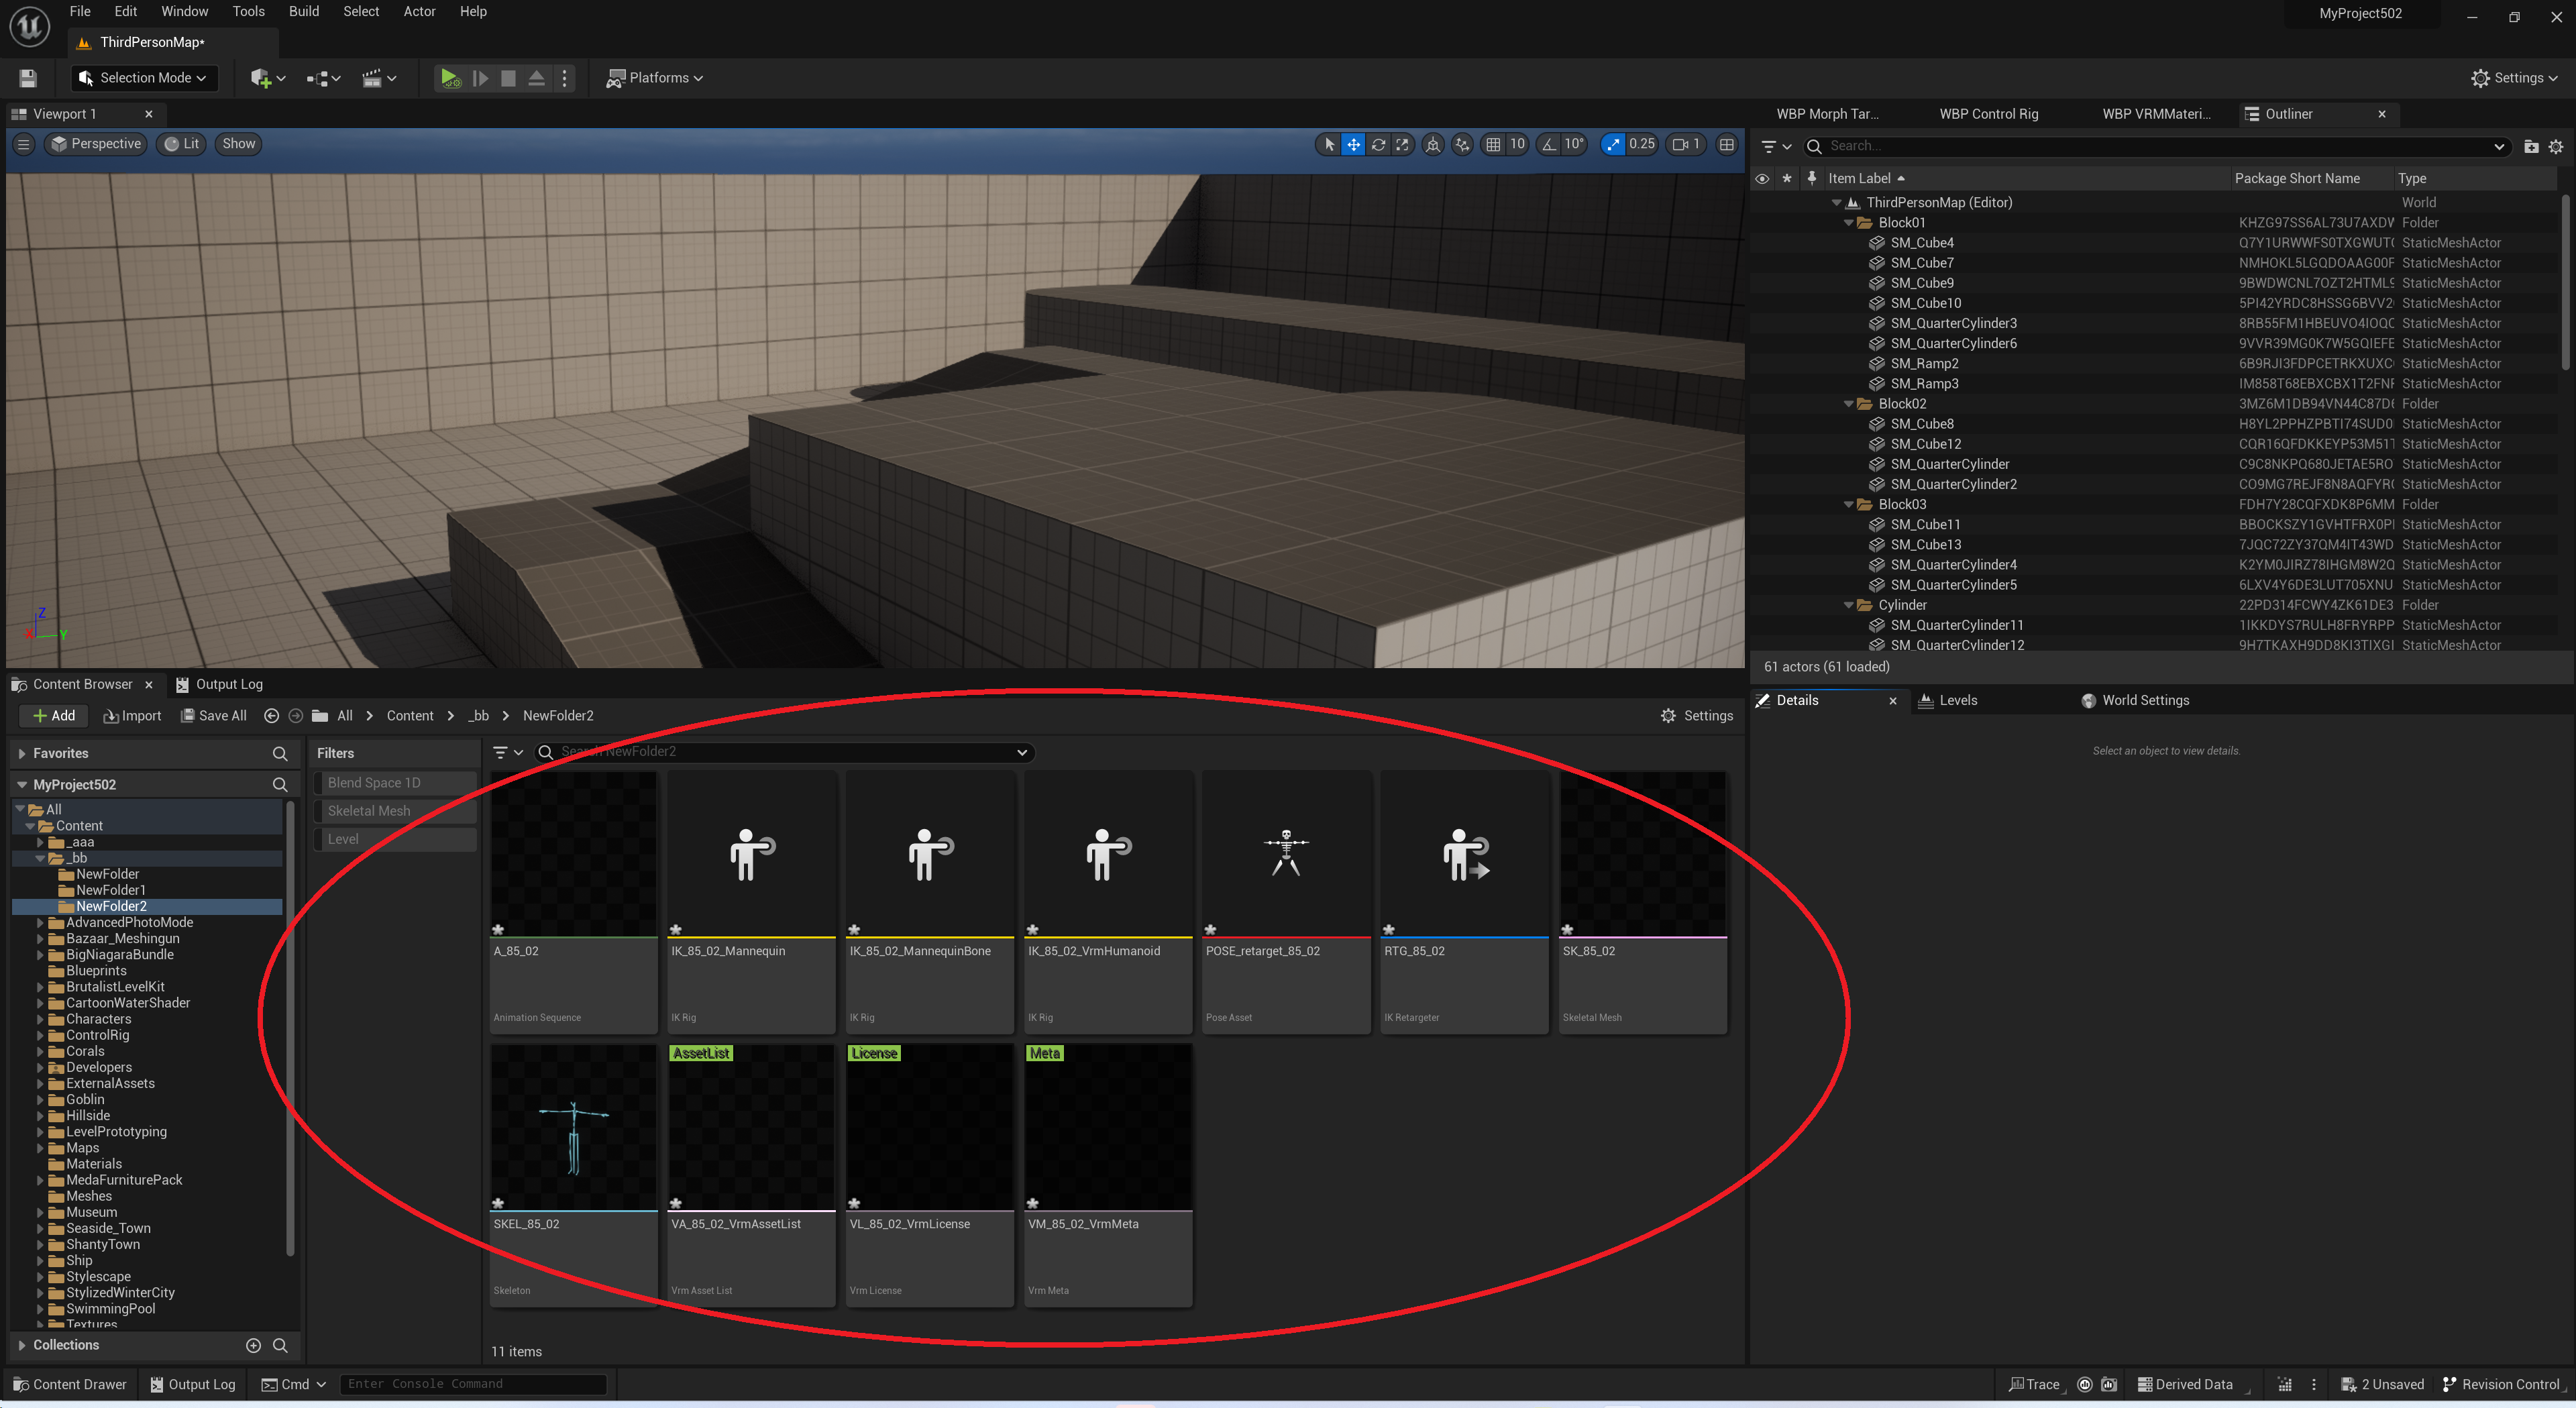 File Edit Window Tools Build Select Actor Help
MyProject502
ThirdPersonMap*
Selection Mode
Platforms
Settings
Viewport 1
Perspective Lit Show
10 10° 0.25 1
WBP Morph Tar... WBP Control Rig WBP VRMMateri... Outliner
Search...
Item Label Package Short Name Type
ThirdPersonMap (Editor) World
Block01 KHZG97SS6AL73U7AXDW Folder
SM_Cube4 Q7Y1URWWFS0TXGWUT StaticMeshActor
SM_Cube7 NMHOKL5LGQDOAAG00F StaticMeshActor
SM_Cube9 9BWDWCNL7OZT2HTML9 StaticMeshActor
SM_Cube10 5PI42YRDC8HSSG6BVV2 StaticMeshActor
SM_QuarterCylinder3 8RB55FM1HBEUVO4IOQC StaticMeshActor
SM_QuarterCylinder6 9VVR39MG0K7W5GQIEFE StaticMeshActor
SM_Ramp2 6B9RJI3FDPCETRKXUXC StaticMeshActor
SM_Ramp3 IM858T68EBXCBX1T2FNF StaticMeshActor
Block02 3MZ6M1DB94VN44C87D Folder
SM_Cube8 H8YL2PPHZPBTI74SUD0 StaticMeshActor
SM_Cube12 CQR16QFDKKEYP53M51 StaticMeshActor
SM_QuarterCylinder C9C8NKPQ680JETAE5RO StaticMeshActor
SM_QuarterCylinder2 CO9MG7REJF8N8AQFYR StaticMeshActor
Block03 FDH7Y28CQFXDK8P6MM Folder
SM_Cube11 BBOCKSZY1GVHTFRX0P StaticMeshActor
SM_Cube13 7JQC72ZY37QM4IT43WD StaticMeshActor
SM_QuarterCylinder4 K2YM0JIRZ78IHGM8W2Q StaticMeshActor
SM_QuarterCylinder5 6LXV4Y6DE3LUT705XNU StaticMeshActor
Cylinder 22PD314FCWY4ZK61DE3 Folder
SM_QuarterCylinder11 1IKKDYS7RULH8FRYRPP StaticMeshActor
SM_QuarterCylinder12 9H7TKAXH9DD8KI3TIXGI StaticMeshActor
61 actors (61 loaded)
Z
X Y
Content Browser Output Log
Add Import Save All All > Content > _bb > NewFolder2 Settings
Details Levels World Settings
Select an object to view details.
Favorites
MyProject502
All
Content
_aaa
_bb
NewFolder
NewFolder1
NewFolder2
AdvancedPhotoMode
Bazaar_Meshingun
BigNiagaraBundle
Blueprints
BrutalistLevelKit
CartoonWaterShader
Characters
ControlRig
Corals
Developers
ExternalAssets
Goblin
Hillside
LevelPrototyping
Maps
Materials
MedaFurniturePack
Meshes
Museum
Seaside_Town
ShantyTown
Ship
Stylescape
StylizedWinterCity
SwimmingPool
Textures
Collections
Filters
Blend Space 1D
Skeletal Mesh
Level
Search NewFolder2
A_85_02 IK_85_02_Mannequin IK_85_02_MannequinBone IK_85_02_VrmHumanoid POSE_retarget_85_02 RTG_85_02 SK_85_02
Animation Sequence IK Rig IK Rig IK Rig Pose Asset IK Retargeter Skeletal Mesh
AssetList License Meta
SKEL_85_02 VA_85_02_VrmAssetList VL_85_02_VrmLicense VM_85_02_VrmMeta
Skeleton Vrm Asset List Vrm License Vrm Meta
11 items
Content Drawer Output Log Cmd Enter Console Command Trace Derived Data 2 Unsaved Revision Control